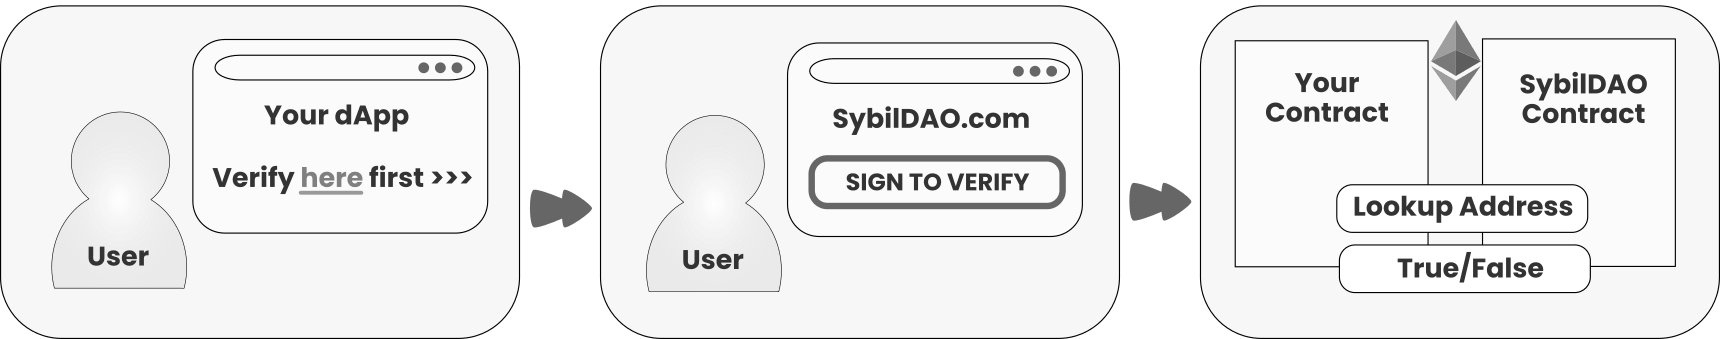 Your dApp
Verify here first >>>
User
SybilDAO.com
SIGN TO VERIFY
User
Your
Contract
SybilDAO
Contract
Lookup Address
True/False